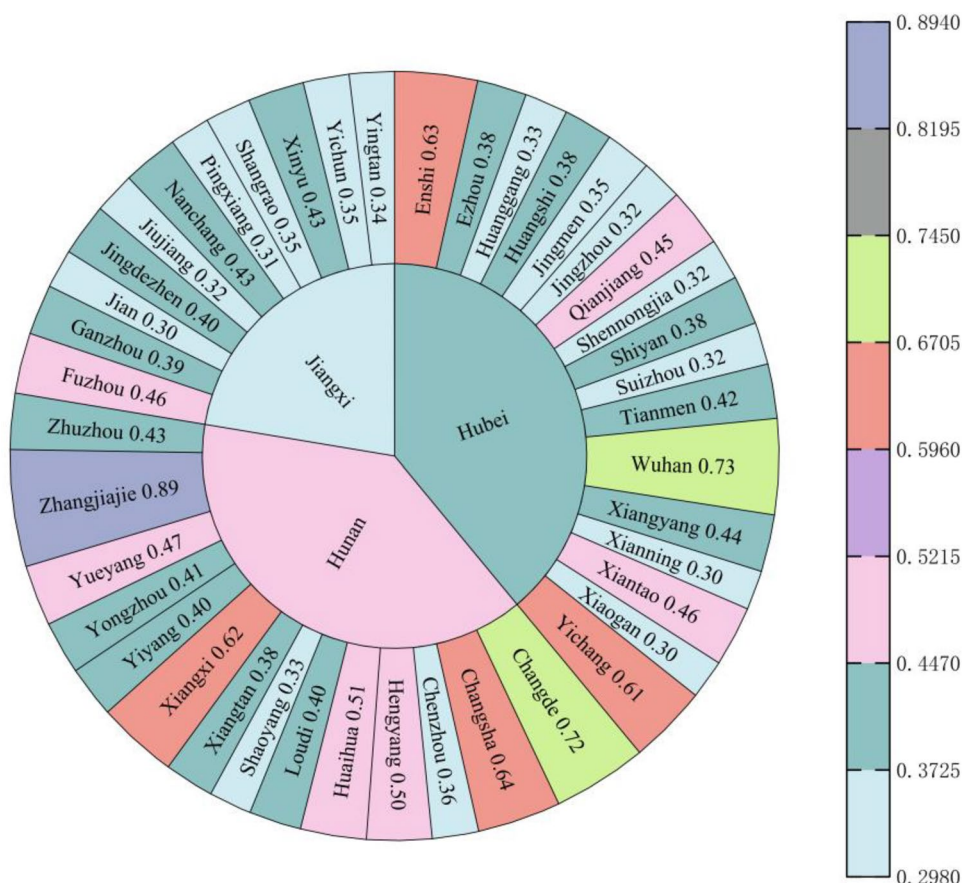 Enshi 0.63
Ezhou 0.38
Huanggang 0.33
Huangshi 0.38
Jingmen 0.35
Jingzhou 0.32
Qianjiang 0.45
Shennongjia 0.32
Shiyan 0.38
Suizhou 0.32
Tianmen 0.42
Wuhan 0.73
Xiangyang 0.44
Xianning 0.30
Xiantao 0.46
Xiaogan 0.30
Yichang 0.61
Changde 0.72
Changsha 0.64
Chenzhou 0.36
Hengyang 0.50
Huaihua 0.51
Loudi 0.40
Shaoyang 0.33
Xiangtan 0.38
Xiangxi 0.62
Yiyang 0.40
Yongzhou 0.41
Yueyang 0.47
Zhangjiajie 0.89
Zhuzhou 0.43
Fuzhou 0.46
Ganzhou 0.39
Jian 0.30
Jingdezhen 0.40
Jiujiang 0.32
Nanchang 0.43
Pingxiang 0.31
Shangrao 0.35
Xinyu 0.43
Yichun 0.35
Yingtan 0.34
Hubei
Hunan
Jiangxi
0.8940
0.8195
0.7450
0.6705
0.5960
0.5215
0.4470
0.3725
0.2980